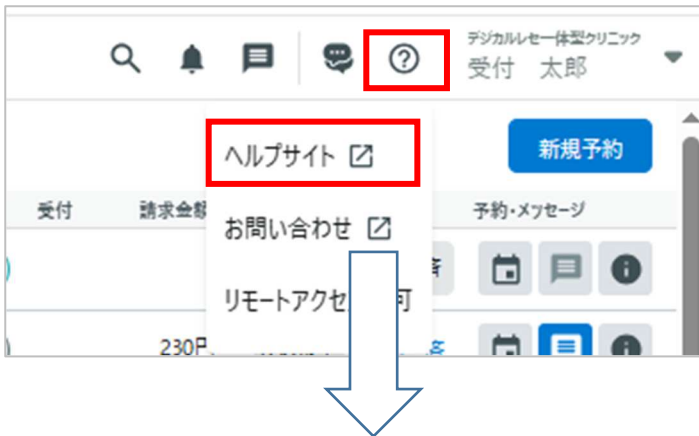 デジカルレセ一体型クリニック
受付 太郎
ヘルプサイト
新規予約
受付
請求金額
予約・メッセージ
お問い合わせ
リモートアクセ
可
230円